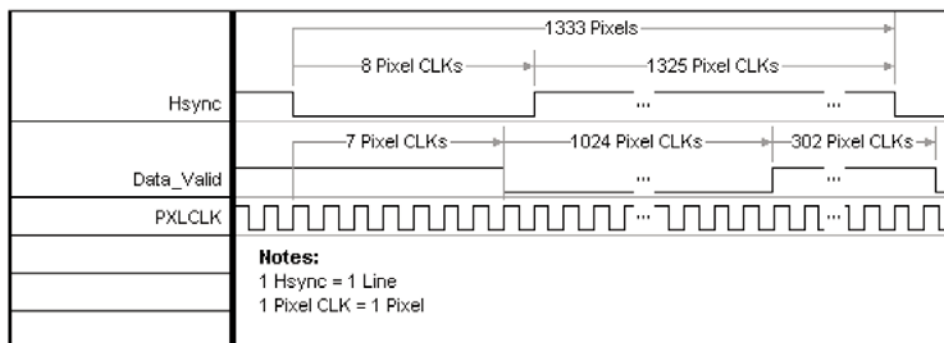 1333 Pixels
8 Pixel CLKs
1325 Pixel CLKs
Hsync
...
...
7 Pixel CLKs
1024 Pixel CLKs
302 Pixel CLKs
Data_Valid
...
...
PXLCLK
...
...
Notes:
1 Hsync = 1 Line
1 Pixel CLK = 1 Pixel